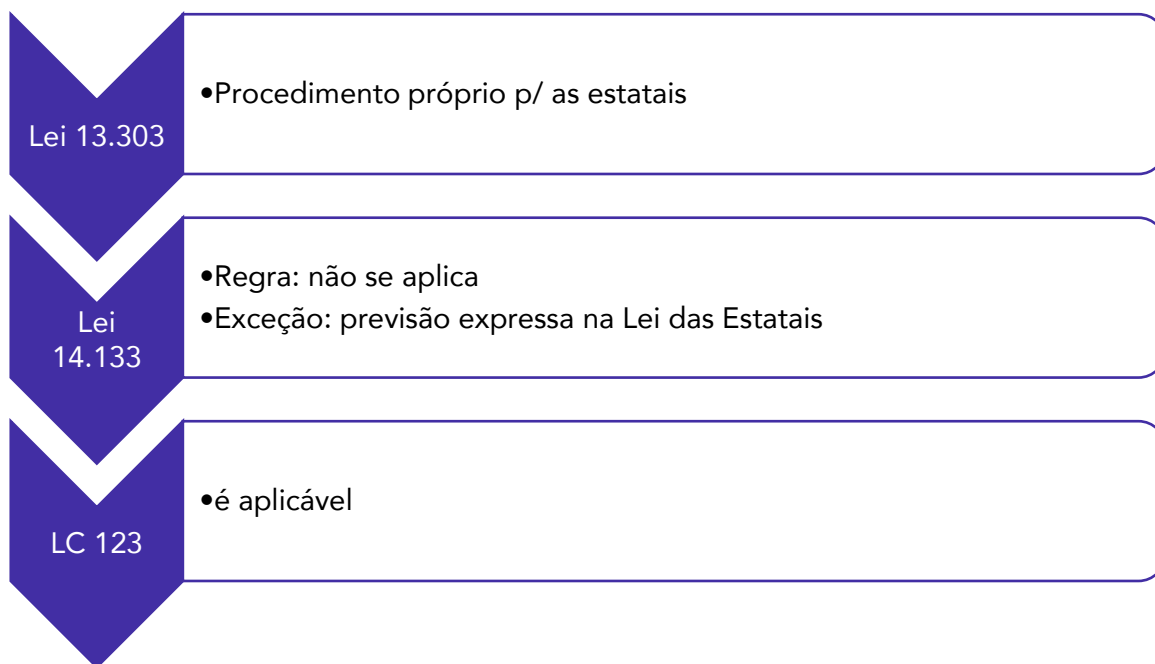 Lei 13.303
•Procedimento próprio p/ as estatais
Lei
14.133
•Regra: não se aplica
•Exceção: previsão expressa na Lei das Estatais
LC 123
•é aplicável